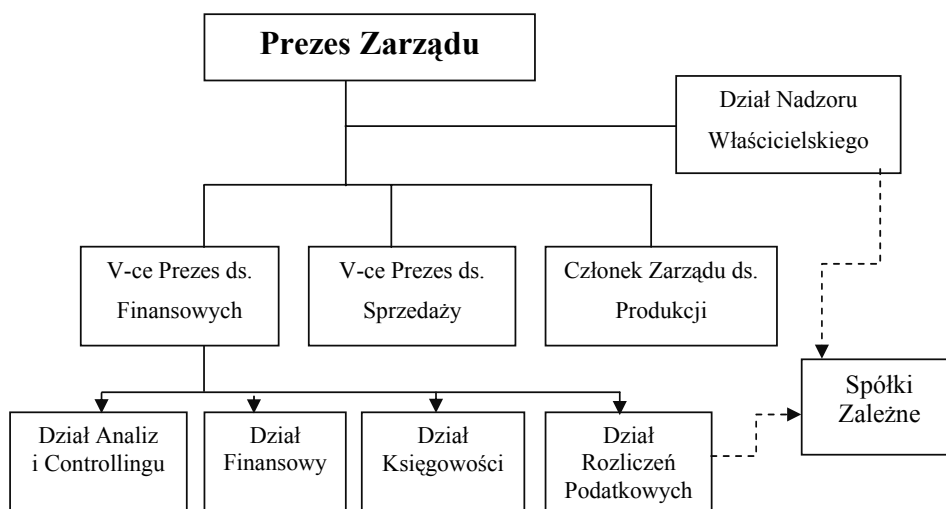 Prezes Zarządu
Dział Nadzoru
Właścicielskiego
V-ce Prezes ds.
Finansowych
V-ce Prezes ds.
Sprzedaży
Członek Zarządu ds.
Produkcji
Spółki
Zależne
Dział Analiz
i Controllingu
Dział
Finansowy
Dział
Księgowości
Dział
Rozliczeń
Podatkowych